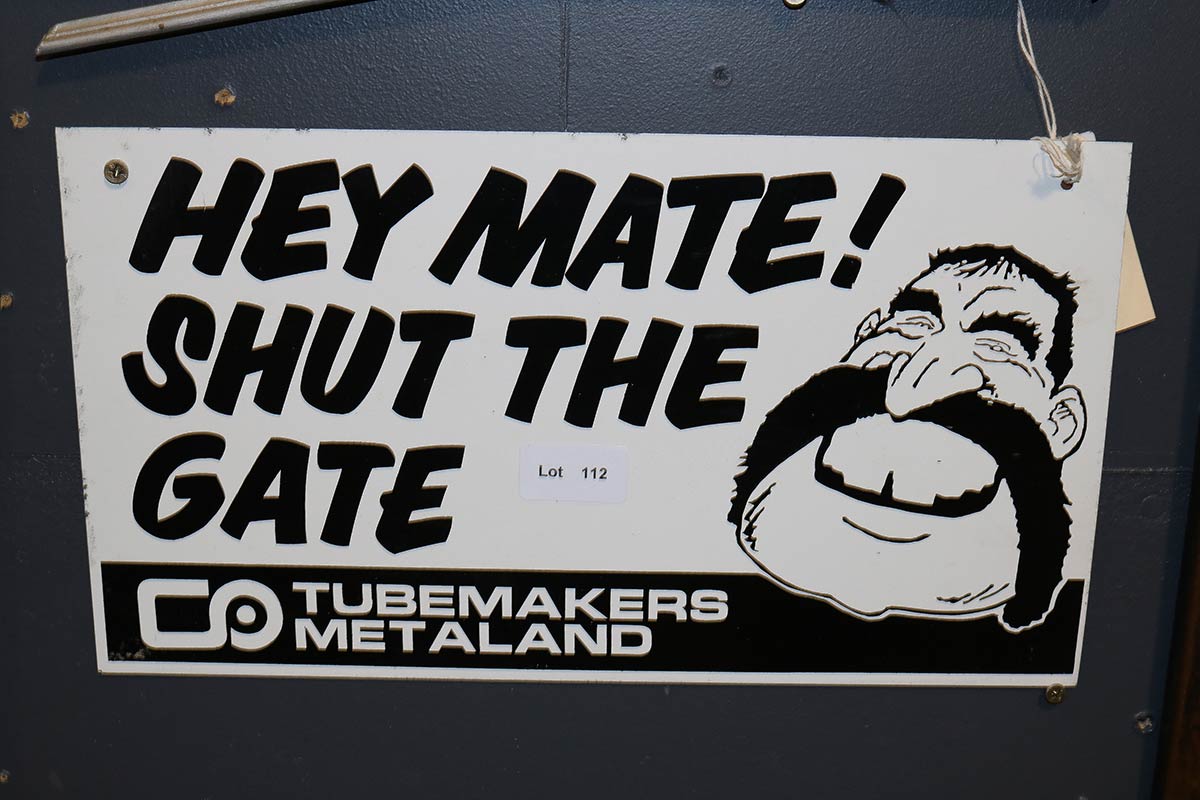 HEY MATE!
SHUT THE
GATE
Lot 112
TUBEMAKERS
METALAND